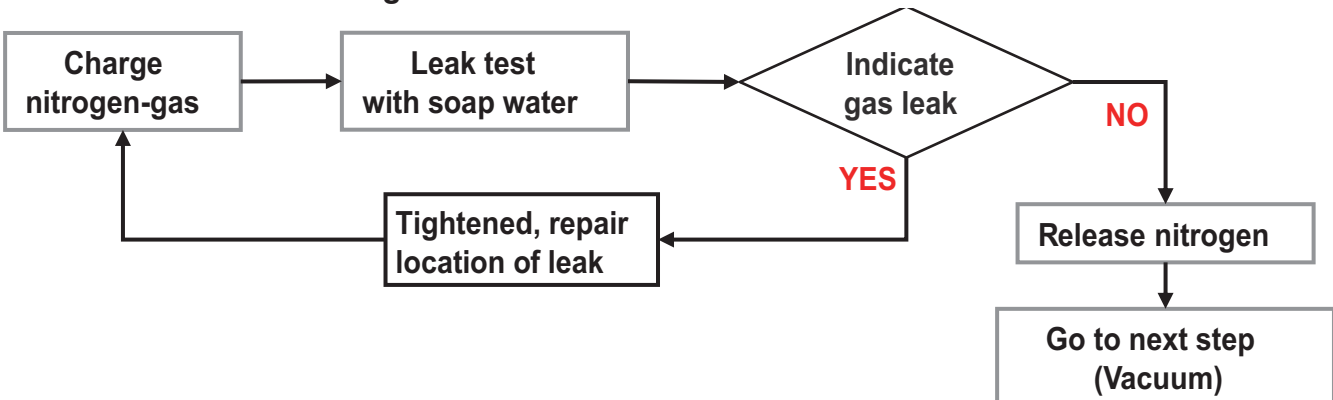 Charge
nitrogen-gas
Leak test
with soap water
Indicate
gas leak
NO
YES
Tightened, repair
location of leak
Release nitrogen
Go to next step
(Vacuum)